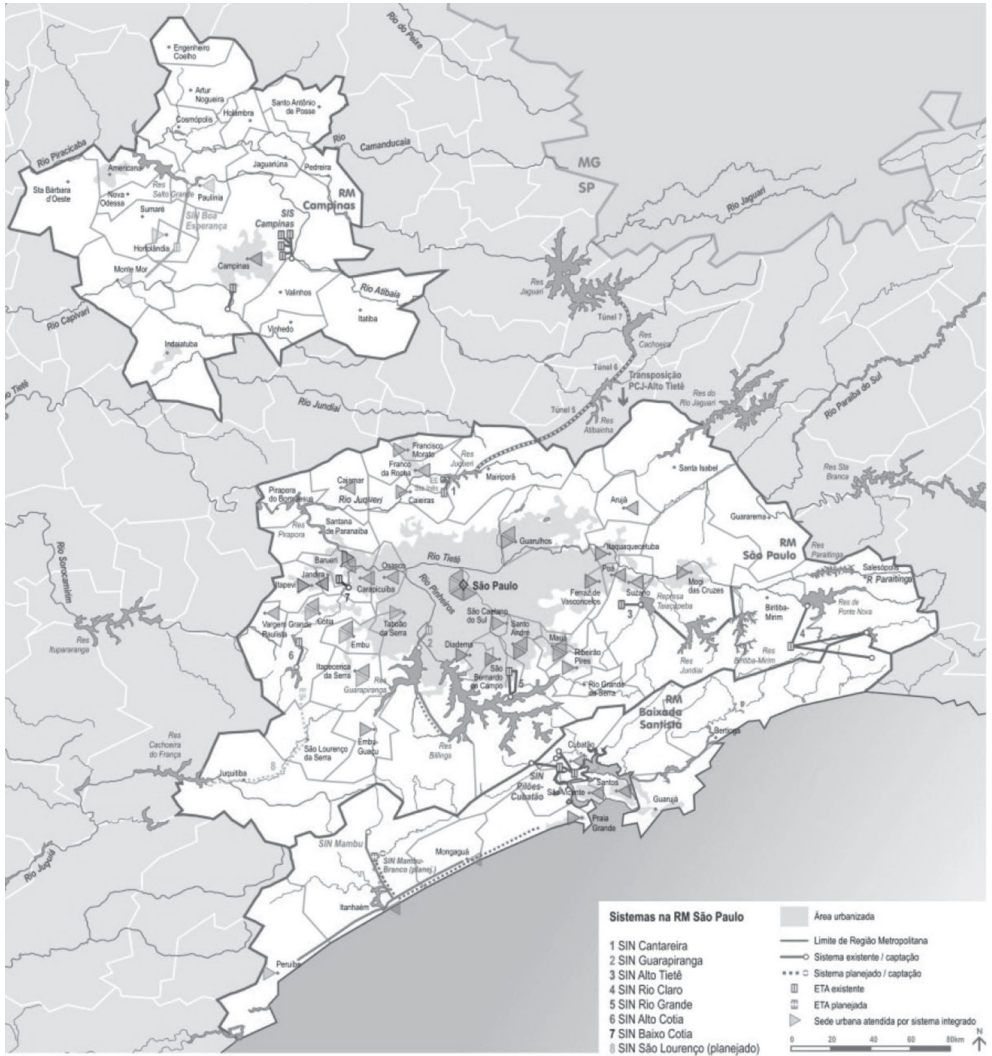 Rio do Peixe
Engenheiro
Coelho
Artur
Nogueira
Holambra
Santo Antônio
de Posse
Cosmópolis
Rio
Camanducaia
Rio Piracicaba
Americana
Jaguariúna
Pedreira
MG
SP
Sta Bárbara
d'Oeste
Nova
Odessa
Res
Salto Grande
Paulínia
RM
Campinas
Rio Jaguari
Sumaré
SIN Boa
Esperança
SIS
Campinas
Hortolândia
Monte Mor
Campinas
Valinhos
Rio Atibaia
Res
Jaguari
Túnel 7
Rio Capivari
Vinhedo
Itatiba
Res
Cachoeira
Indaiatuba
Túnel 6
Transposição
PCJ-Alto Tietê
Rio Tietê
Rio Jundiaí
Túnel 5
Res
Atibainha
Res do
Rio Jaguari
Rio Paraíba do Sul
Francisco
Morato
Franco
da Rocha
Res
Juqueri
Mairiporã
Santa Isabel
Cajamar
Caieiras
1
Res Sta
Branca
Pirapora
do Bom Jesus
Rio Juqueri
Arujá
Guararema
Res
Pirapora
Santana
de Paranaíba
Guarulhos
RM
São Paulo
Rio Sorocamirim
Barueri
Rio Tietê
Itaquaquecetuba
Res
Paraitinga
Jandira
Osasco
Poá
Salesópolis
R Paraitinga
Itapevi
Carapicuíba
Rio Pinheiros
São Paulo
Ferraz de
Vasconcelos
Suzano
Mogi
das Cruzes
7
São Caetano
do Sul
3
Represa
Taiaçupeba
Biritiba-
Mirim
Res de
Ponte Nova
Vargem Grande
Paulista
Cotia
Taboão
da Serra
Santo
André
Mauá
4
Res
Itupararanga
6
Embu
2
Diadema
Ribeirão
Pires
Res
Jundiaí
Res
Biritiba-Mirim
Itapecerica
da Serra
Res
Guarapiranga
São
Bernardo
do Campo
5
Rio Grande
da Serra
RM
Baixada
Santista
Res
Cachoeira
do França
São Lourenço
da Serra
Embu-
Guaçu
Res
Billings
Bertioga
8
Juquitiba
Cubatão
SIN
Pilões-
Cubatão
São Vicente
Santos
Guarujá
Praia
Grande
SIN Mambu
Mongaguá
SIN Mambu-
Branco (planej.)
Rio Juquiá
Itanhaém
Peruíbe
Sistemas na RM São Paulo
1 SIN Cantareira
2 SIN Guarapiranga
3 SIN Alto Tietê
4 SIN Rio Claro
5 SIN Rio Grande
6 SIN Alto Cotia
7 SIN Baixo Cotia
8 SIN São Lourenço (planejado)
Área urbanizada
Limite de Região Metropolitana
Sistema existente / captação
Sistema planejado / captação
ETA existente
ETA planejada
Sede urbana atendida por sistema integrado
0 20 40 60 80km
N